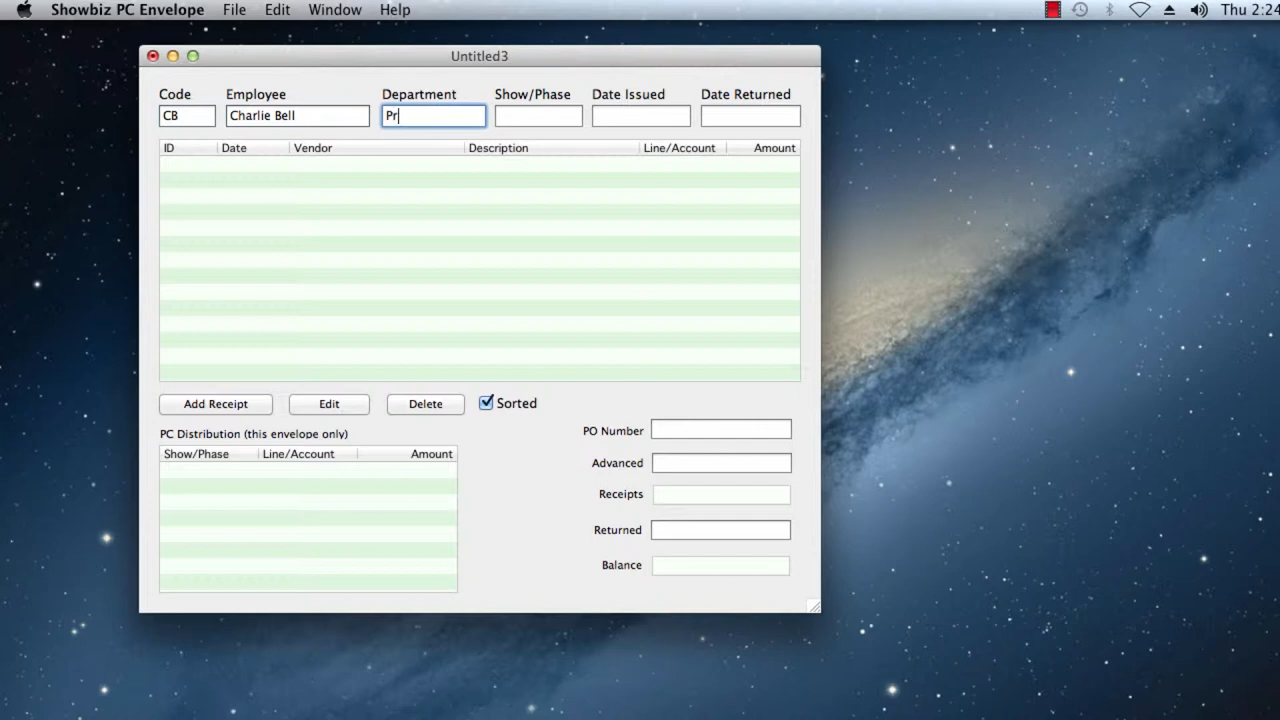 Showbiz PC Envelope File Edit Window Help Thu 2:24
Untitled3
Code Employee Department Show/Phase Date Issued Date Returned
CB Charlie Bell Pr
ID Date Vendor Description Line/Account Amount
Add Receipt Edit Delete Sorted
PC Distribution (this envelope only)
Show/Phase Line/Account Amount
PO Number
Advanced
Receipts
Returned
Balance